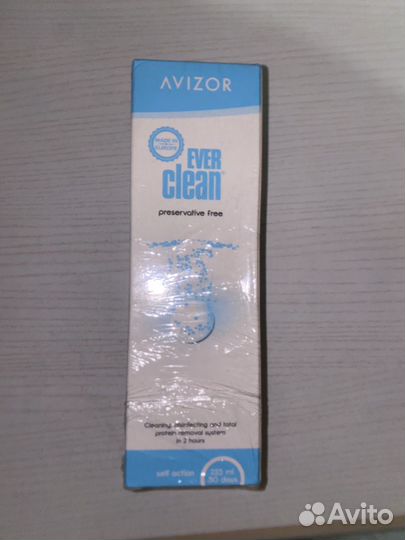 AVIZOR
MADE IN
EUROPE
EVER
clean
preservative free
Cleaning, disinfecting and total
protein removal system
in 2 hours
self action
225 ml
30 days
Avito